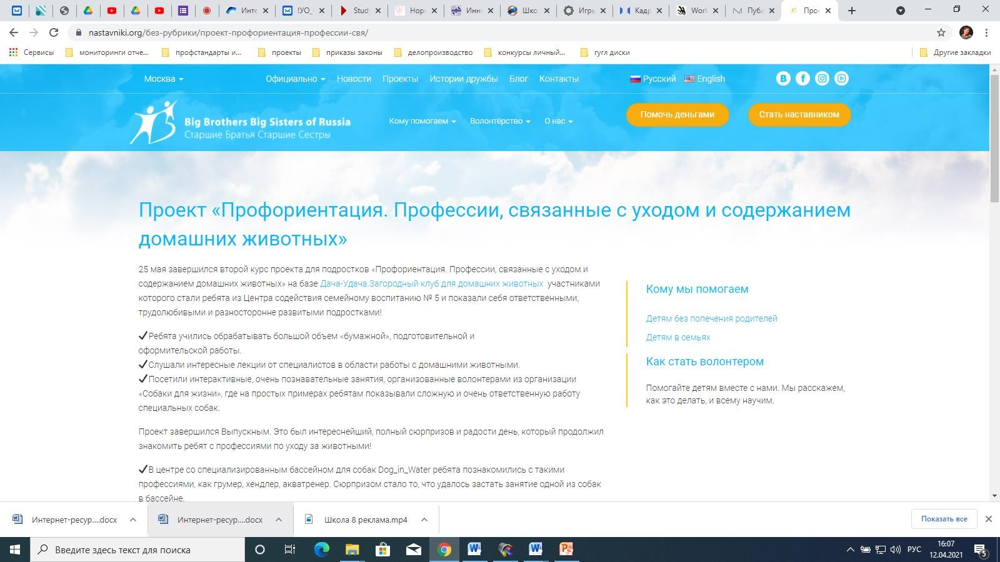 Инте
!УО_
Study
Норм
Инно
Шко
Игры
Кадр
Worl
Публ
Прое
nastavniki.org/без-рубрики/проект-профориентация-профессии-свя/
Сервисы
мониторинги отче...
профстандарты и...
проекты
приказы законы
делопроизводство
конкурсы личный...
гугл диски
Другие закладки
Москва
Официально
Новости
Проекты
Истории дружбы
Блог
Контакты
Русский
English
Big Brothers Big Sisters of Russia
Старшие Братья Старшие Сестры
Кому помогаем
Волонтёрство
О нас
Помочь деньгами
Стать наставником
Проект «Профориентация. Профессии, связанные с уходом и содержанием
домашних животных»
25 мая завершился второй курс проекта для подростков «Профориентация. Профессии, связанные с уходом и
содержанием домашних животных» на базе Дача-Удача.Загородный клуб для домашних животных участниками
которого стали ребята из Центра содействия семейному воспитанию № 5 и показали себя ответственными,
трудолюбивыми и разносторонне развитыми подростками!
✔Ребята учились обрабатывать большой объем «бумажной», подготовительной и
оформительской работы.
✔Слушали интересные лекции от специалистов в области работы с домашними животными.
✔Посетили интерактивные, очень познавательные занятия, организованные волонтерами из организации
«Собаки для жизни», где на простых примерах ребятам показывали сложную и очень ответственную работу
специальных собак.
Проект завершился Выпускным. Это был интереснейший, полный сюрпризов и радости день, который продолжил
знакомить ребят с профессиями по уходу за животными!
✔В центре со специализированным бассейном для собак Dog_in_Water ребята познакомились с такими
профессиями, как грумер, хендлер, акватренер. Сюрпризом стало то, что удалось застать занятие одной из собак
в бассейне.
Кому мы помогаем
Детям без попечения родителей
Детям в семьях
Как стать волонтером
Помогайте детям вместе с нами. Мы расскажем,
как это делать, и всему научим.
Интернет-ресур....docx
Интернет-ресур....docx
Школа 8 реклама.mp4
Показать все
Введите здесь текст для поиска
РУС
16:07
12.04.2021
5